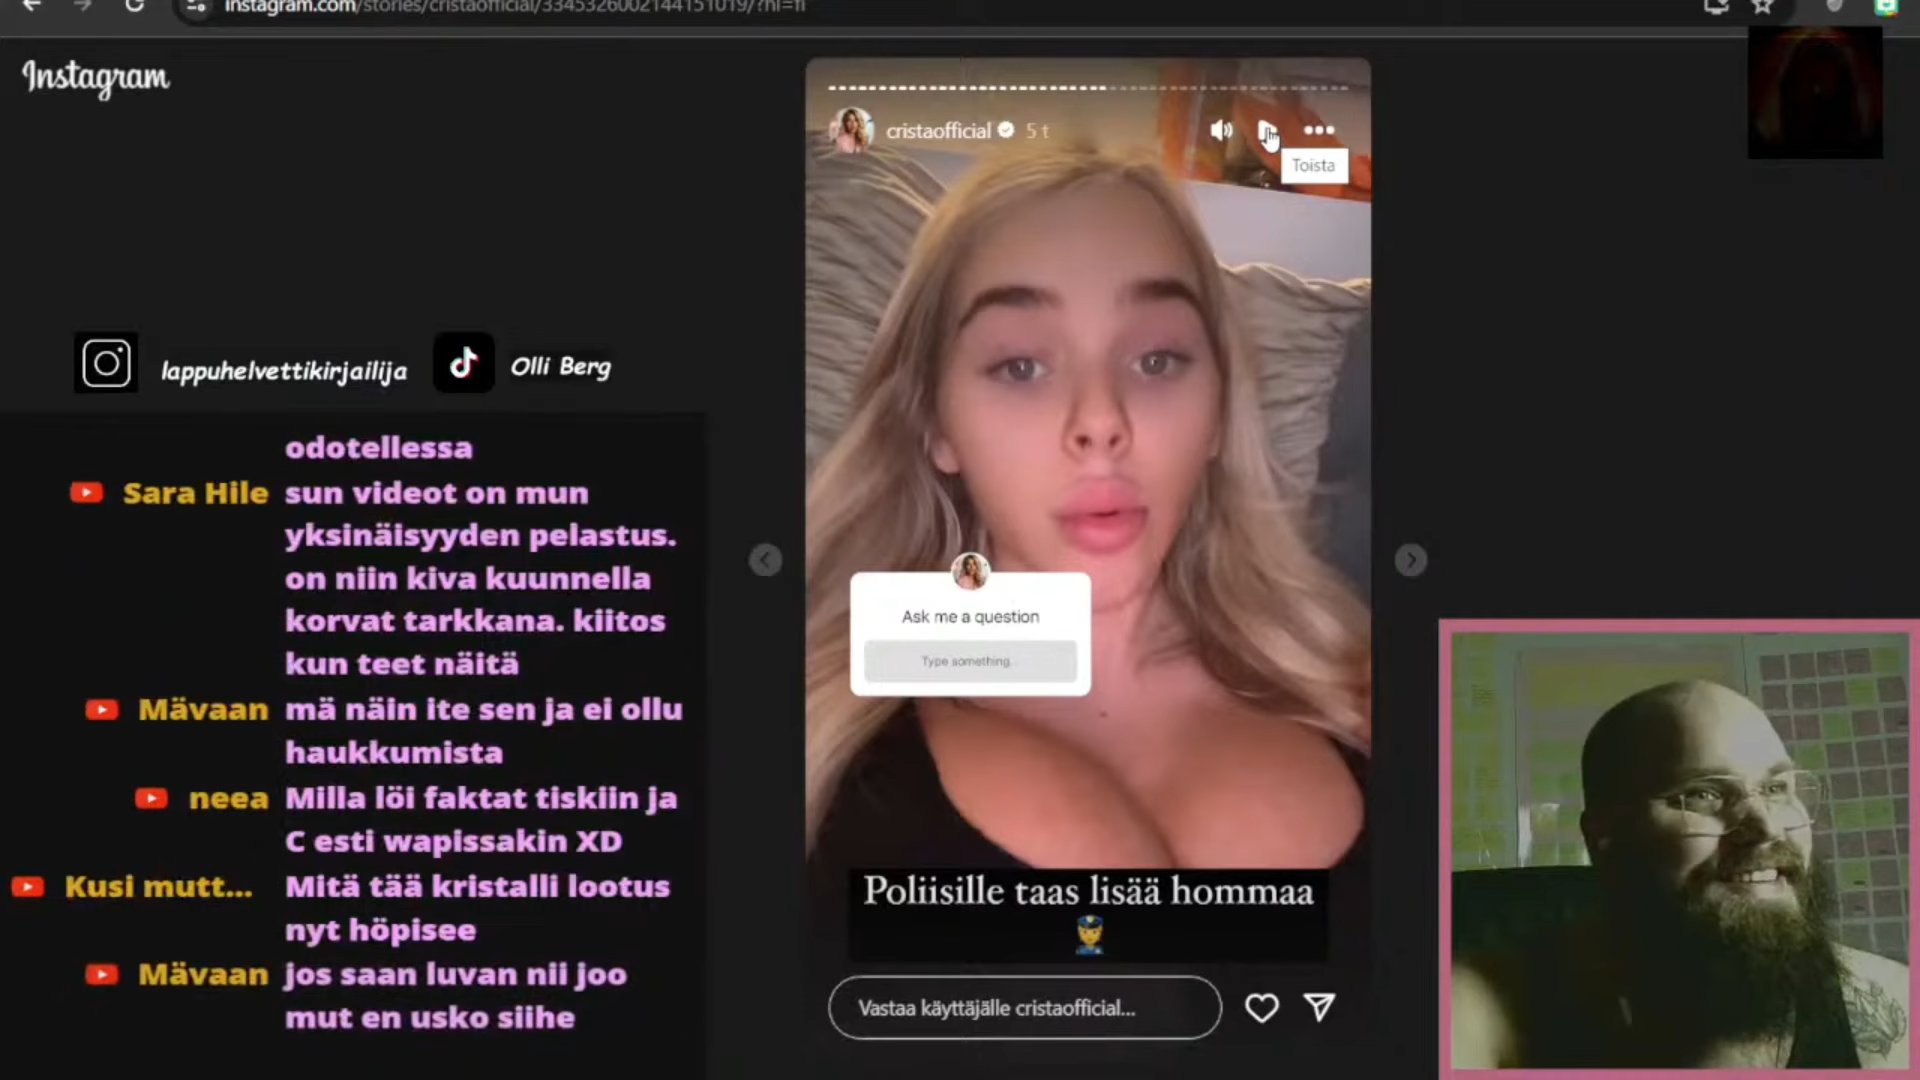 instagram.com/stories/cristaofficial/3345326002144151019/?hl=fi
Instagram
cristaofficial 5 t
Toista
lappuhelvettikirjailija
Olli Berg
odotellessa
Sara Hile sun videot on mun
yksinäisyyden pelastus.
on niin kiva kuunnella
korvat tarkkana. kiitos
kun teet näitä
Mävaan mä näin ite sen ja ei ollu
haukkumista
neea Milla löi faktat tiskiin ja
C esti wapissakin XD
Kusi mutt... Mitä tää kristalli lootus
nyt höpisee
Mävaan jos saan luvan nii joo
mut en usko siihe
Ask me a question
Type something...
Poliisille taas lisää hommaa
Vastaa käyttäjälle cristaofficial...